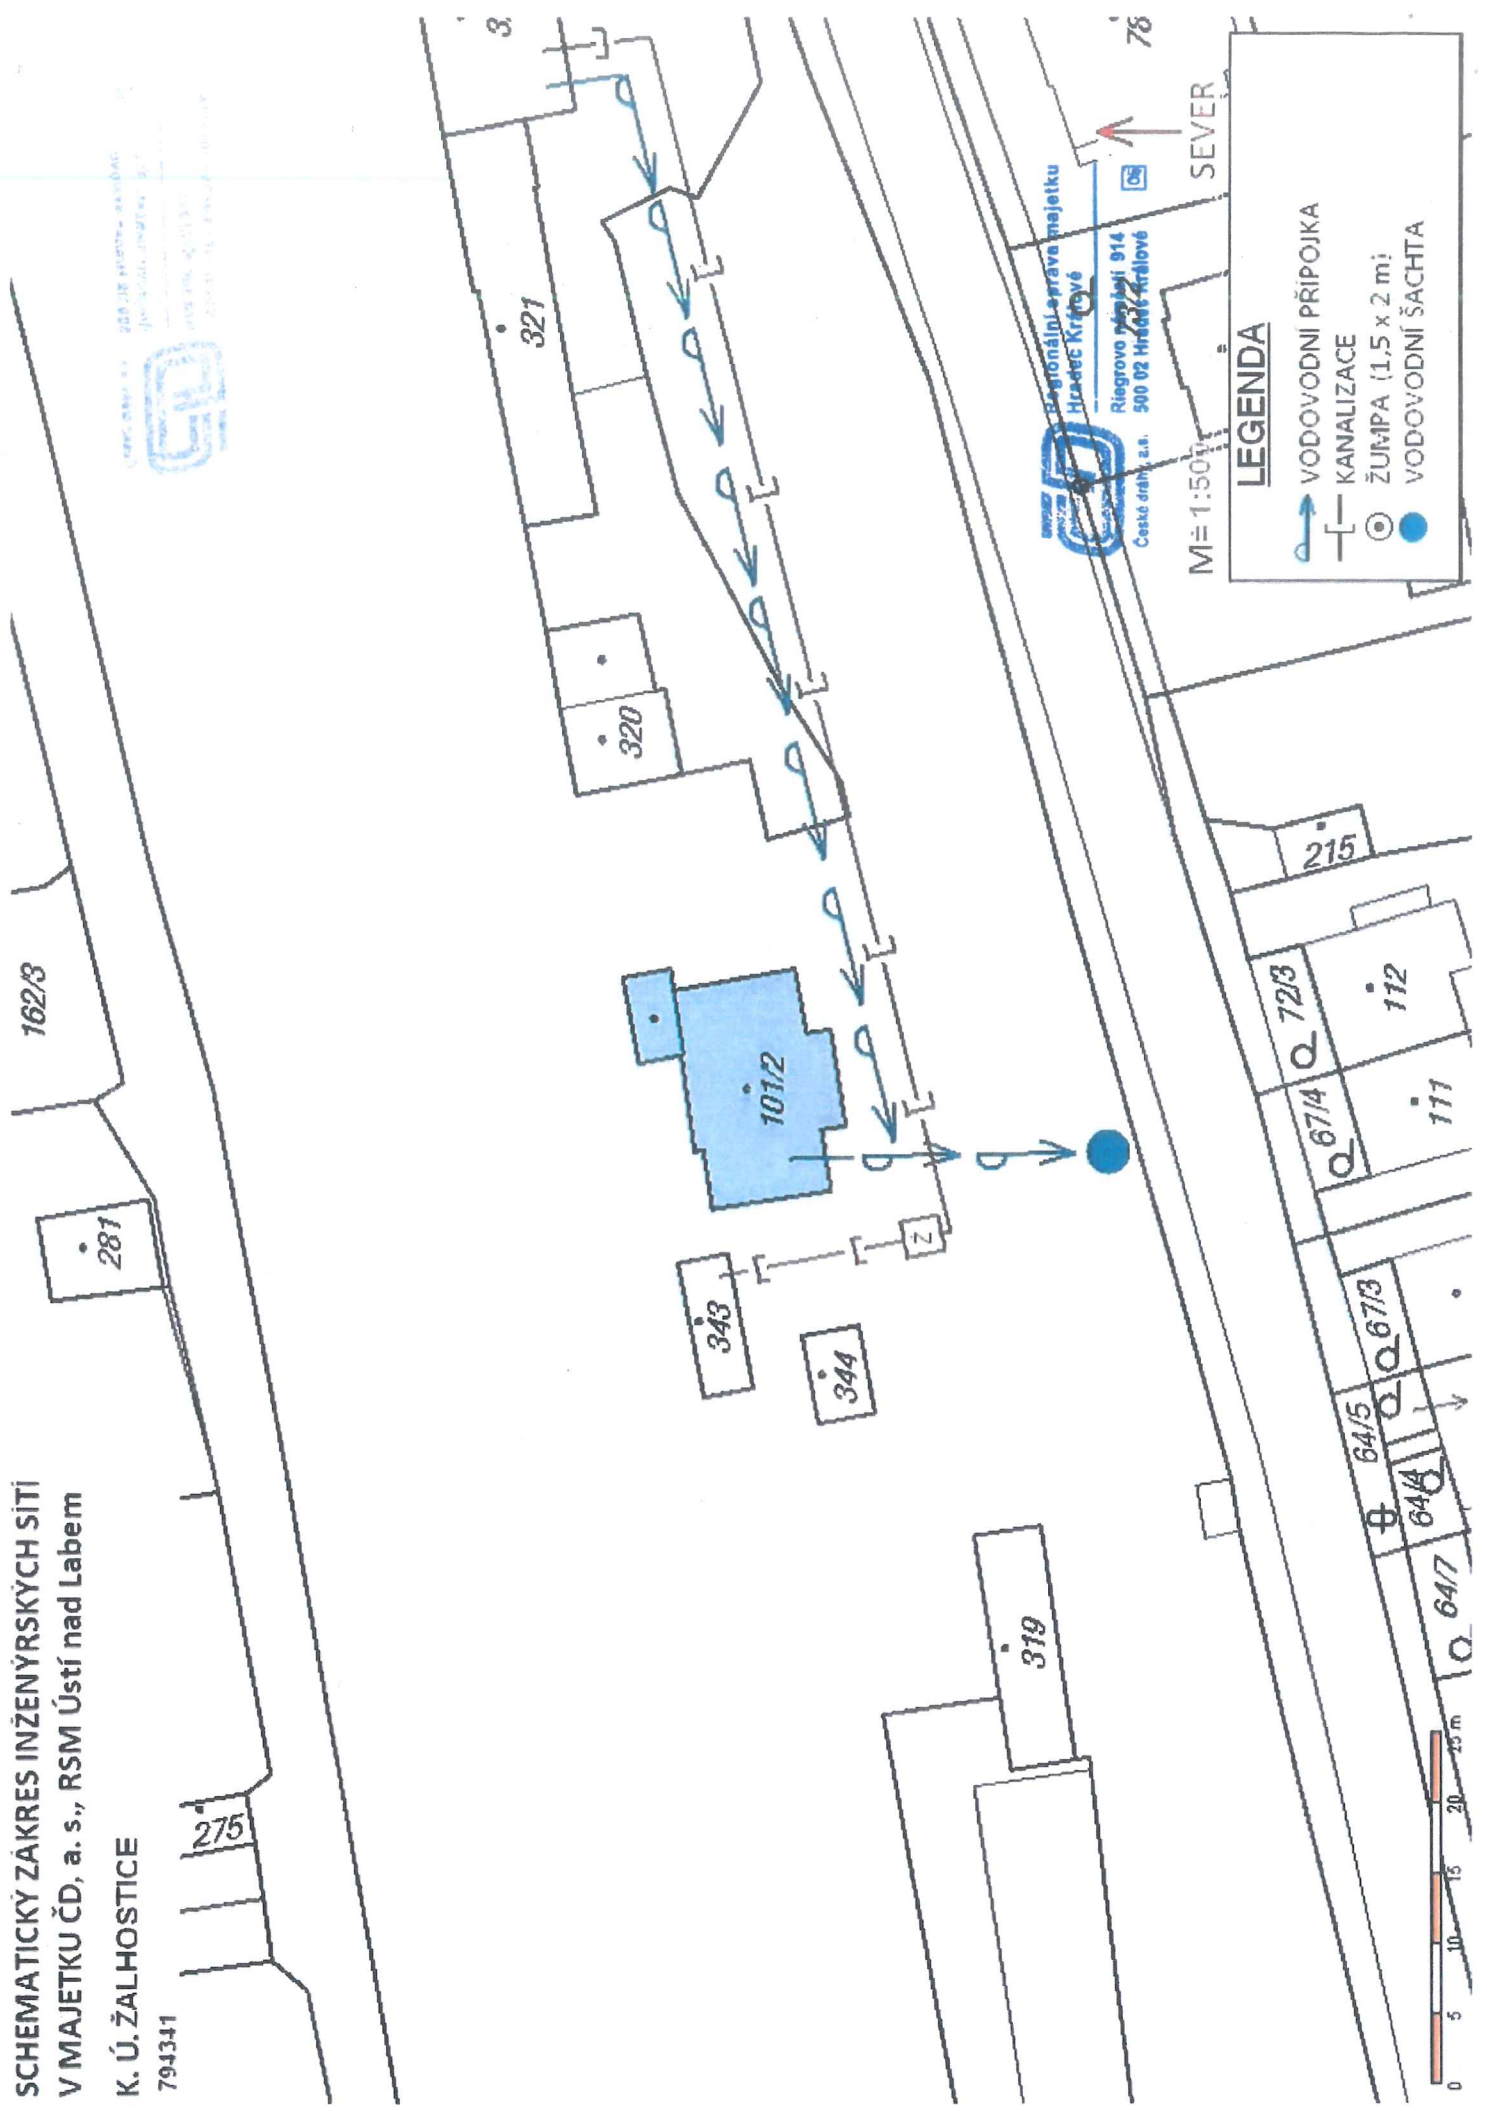 SCHEMATICKÝ ZÁKRES INŽENÝRSKÝCH SÍTÍ
V MAJETKU ČD, a. s., RSM Ústí nad Labem
K. Ú. ŽALHOSTICE
794341
162/3
281
275
3.
321
320
101/2
343
344
Ž
319
215
72/3
112
67/4
111
67/3
64/5
64/4
64/7
78
Regionální správa majetku
Hradec Králové
Riegrovo náměstí 914
České dráhy, a.s. 500 02 Hradec Králové
06
SEVER
M= 1:500
LEGENDA
VODOVODNÍ PŘÍPOJKA
KANALIZACE
ŽUMPA (1,5 x 2 m)
VODOVODNÍ ŠACHTA
0 5 10 15 20 25 m